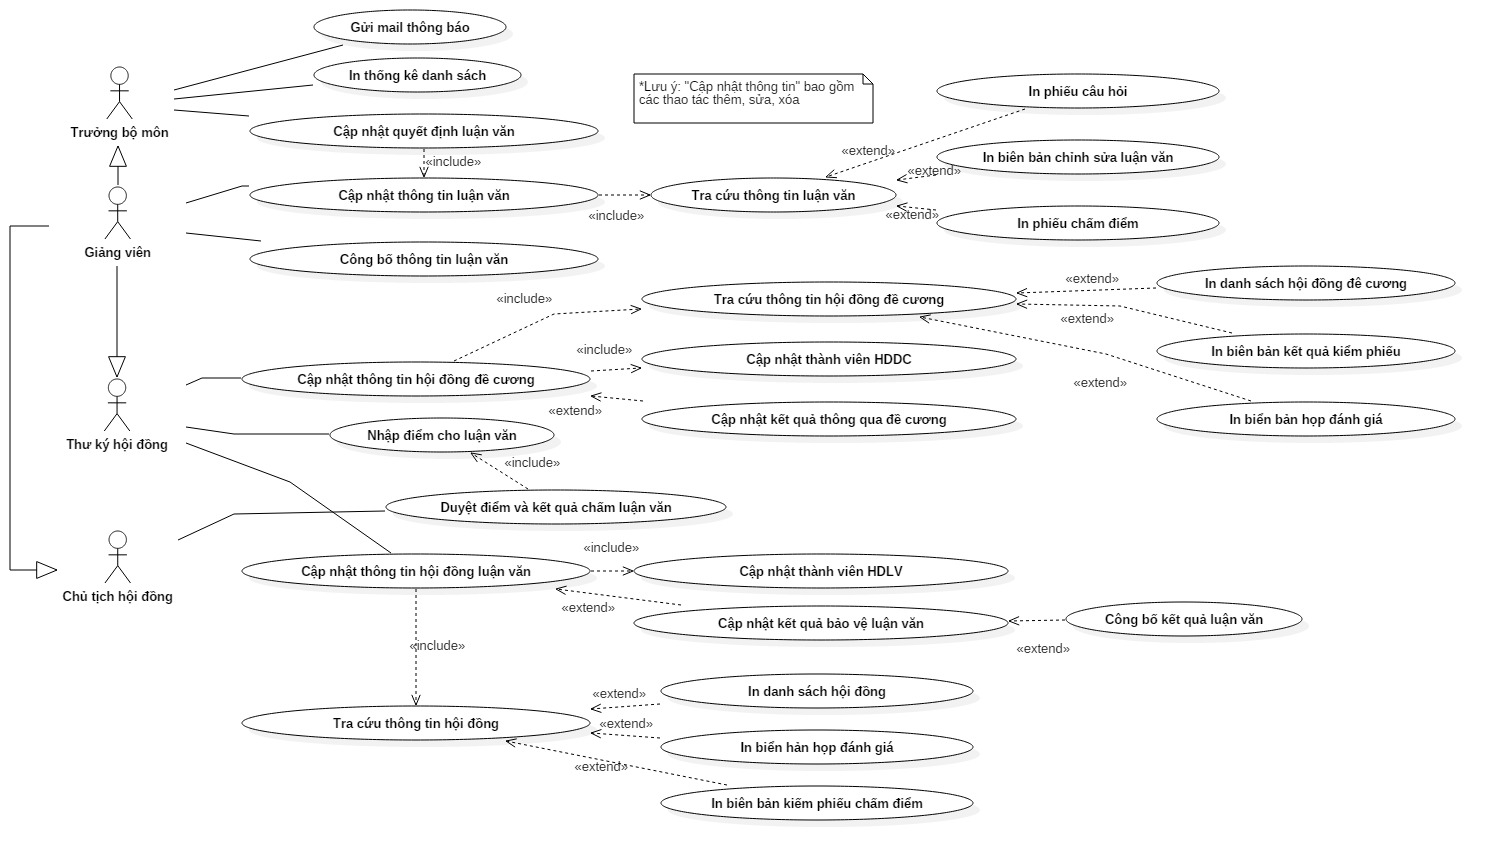 Gửi mail thông báo
In thống kê danh sách
*Lưu ý: "Cập nhật thông tin" bao gồm
các thao tác thêm, sửa, xóa
In phiếu câu hỏi
Trưởng bộ môn
Cập nhật quyết định luận văn
«include»
«extend»
In biên bản chỉnh sửa luận văn
«extend»
Cập nhật thông tin luận văn
«include»
Tra cứu thông tin luận văn
«extend»
In phiếu chấm điểm
Giảng viên
Công bố thông tin luận văn
«include»
Tra cứu thông tin hội đồng đề cương
«extend»
In danh sách hội đồng đê cương
«extend»
In biên bản kết quả kiểm phiếu
«include»
Cập nhật thành viên HDDC
Cập nhật thông tin hội đồng đề cương
«extend»
«extend»
Cập nhật kết quả thông qua đề cương
In biển bản họp đánh giá
Thư ký hội đồng
Nhập điểm cho luận văn
«include»
Duyệt điểm và kết quả chấm luận văn
Chủ tịch hội đồng
«include»
Cập nhật thông tin hội đồng luận văn
Cập nhật thành viên HDLV
«extend»
Cập nhật kết quả bảo vệ luận văn
Công bố kết quả luận văn
«extend»
«include»
«extend»
In danh sách hội đồng
Tra cứu thông tin hội đồng
«extend»
In biển hản họp đánh giá
«extend»
In biên bản kiếm phiếu chấm điểm